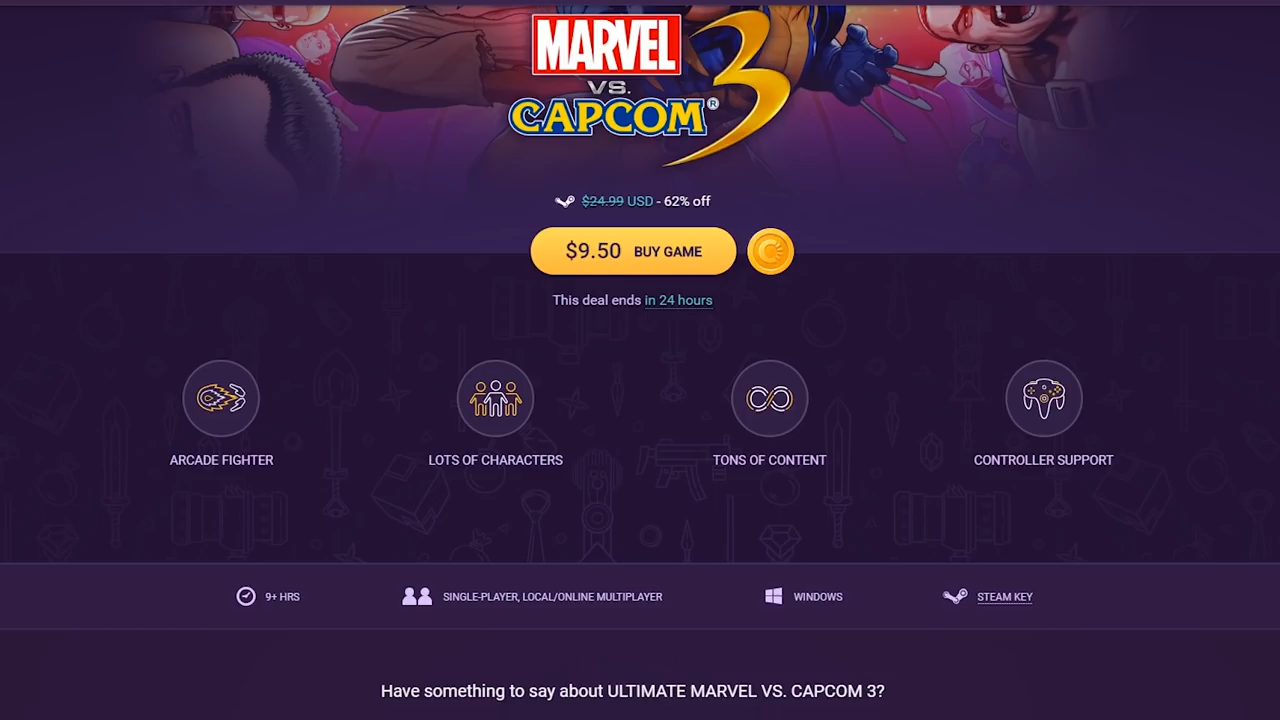 MARVEL
VS.
CAPCOM® 3
$24.99 USD - 62% off
$9.50 BUY GAME
This deal ends in 24 hours
ARCADE FIGHTER
LOTS OF CHARACTERS
TONS OF CONTENT
CONTROLLER SUPPORT
9+ HRS
SINGLE-PLAYER, LOCAL/ONLINE MULTIPLAYER
WINDOWS
STEAM KEY
Have something to say about ULTIMATE MARVEL VS. CAPCOM 3?